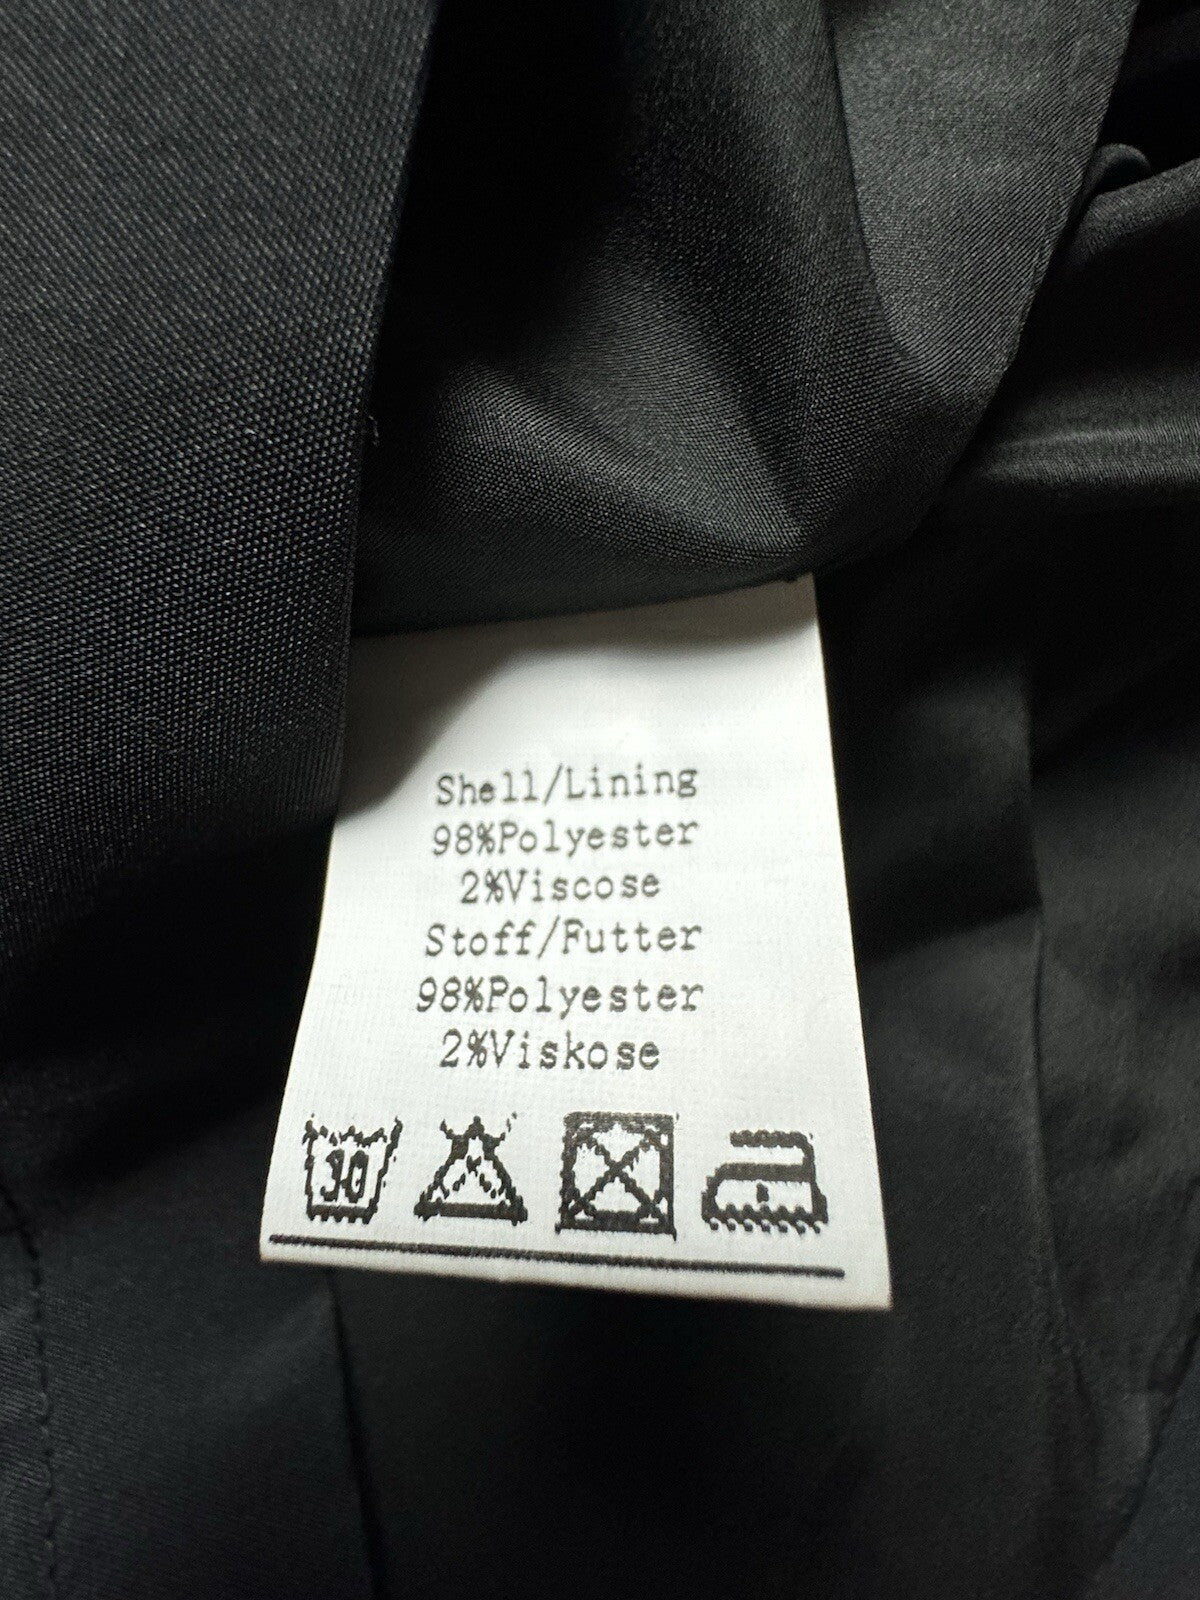 Shell/Lining
98%Polyester
2%Viscose
Stoff/Futter
98%Polyester
2%Viskose
30